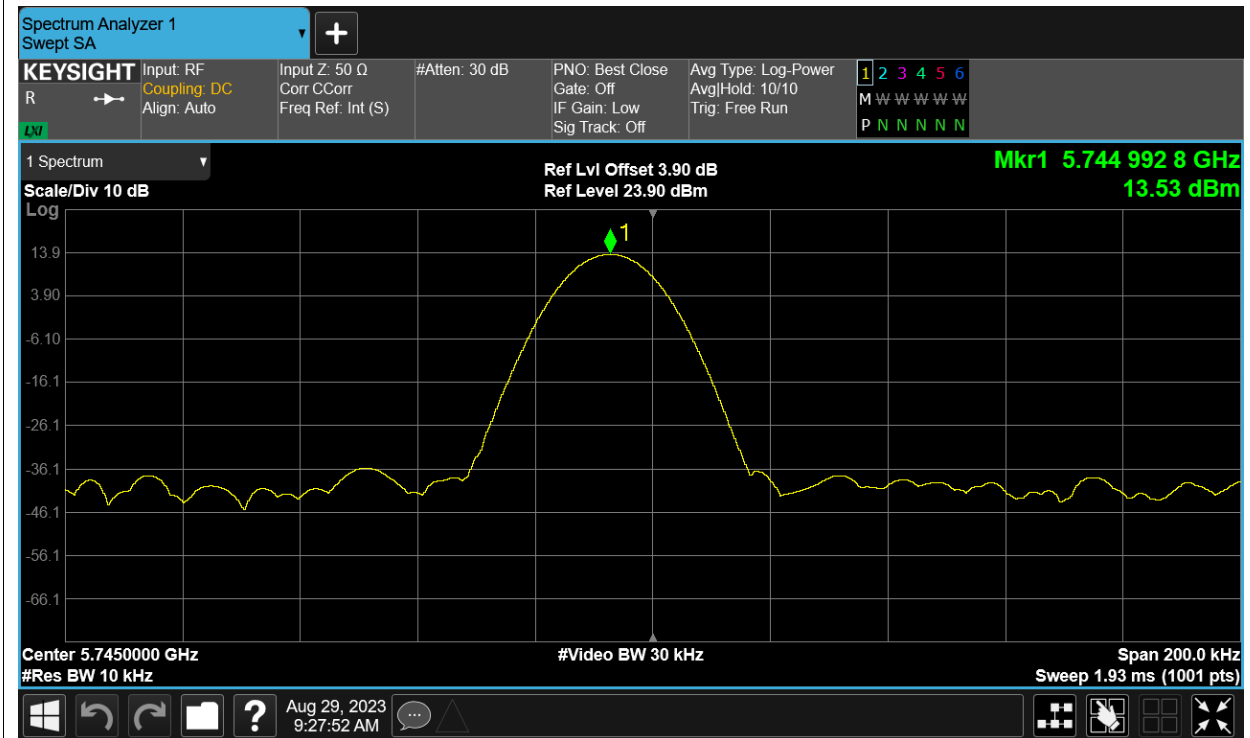 Spectrum Analyzer 1
Swept SA
KEYSIGHT
R
LXI
Input: RF
Coupling: DC
Align: Auto
Input Z: 50 Ω
Corr CCorr
Freq Ref: Int (S)
#Atten: 30 dB
PNO: Best Close
Gate: Off
IF Gain: Low
Sig Track: Off
Avg Type: Log-Power
Avg|Hold: 10/10
Trig: Free Run
1 2 3 4 5 6
M W W W W W
P N N N N N
1 Spectrum
Scale/Div 10 dB
Log
Ref Lvl Offset 3.90 dB
Ref Level 23.90 dBm
Mkr1 5.744 992 8 GHz
13.53 dBm
1
13.9
3.90
-6.10
-16.1
-26.1
-36.1
-46.1
-56.1
-66.1
Center 5.7450000 GHz
#Res BW 10 kHz
#Video BW 30 kHz
Span 200.0 kHz
Sweep 1.93 ms (1001 pts)
?
Aug 29, 2023
9:27:52 AM